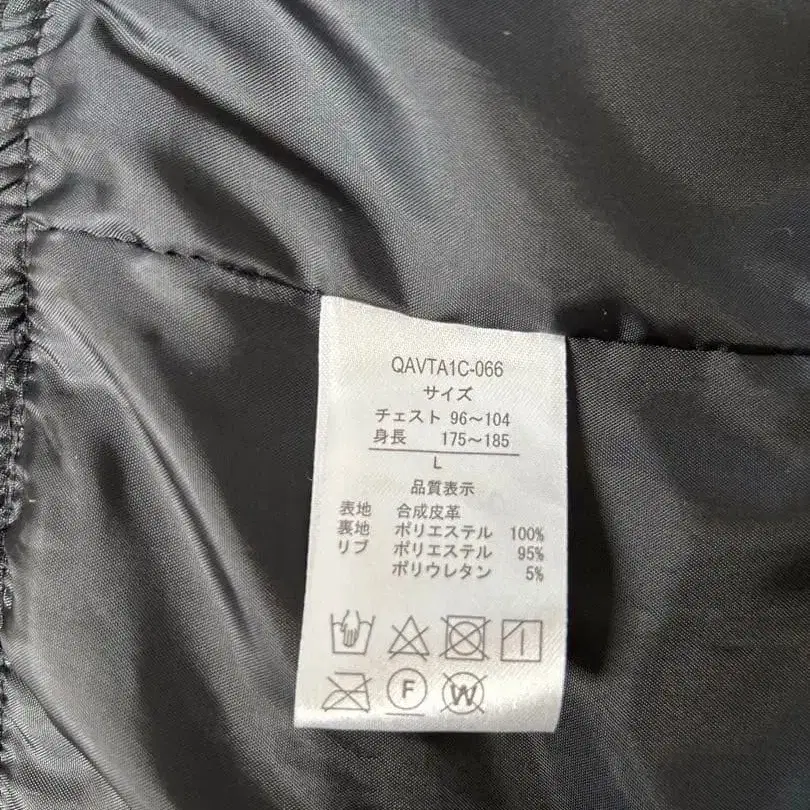 QAVTA1C-066
サイズ
チェスト 96～104
身長 175～185
L
品質表示
表地 合成皮革
裏地 ポリエステル 100%
リブ ポリエステル 95%
ポリウレタン 5%
F W